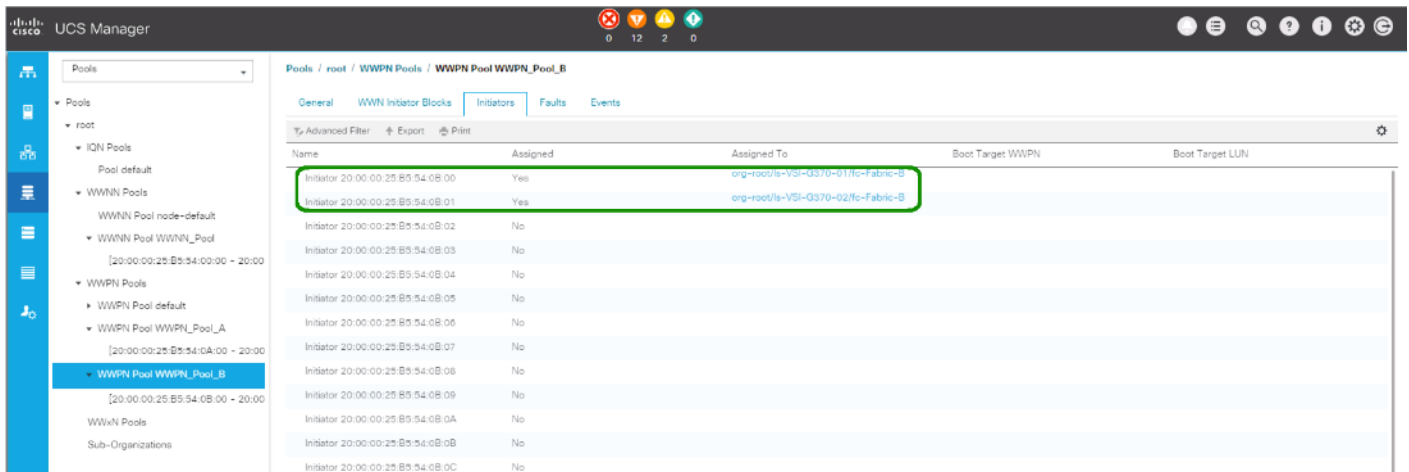 cisco UCS Manager
0 12 2 0
Pools
Pools / root / WWPN Pools / WWPN Pool WWPN_Pool_B
Pools
root
IQN Pools
Pool default
WWNN Pools
WWNN Pool node-default
WWNN Pool WWNN_Pool
[20:00:00:25:B5:54:00:00 - 20:00
WWPN Pools
WWPN Pool default
WWPN Pool WWPN_Pool_A
[20:00:00:25:B5:54:0A:00 - 20:00
WWPN Pool WWPN_Pool_B
[20:00:00:25:B5:54:0B:00 - 20:00
WWxN Pools
Sub-Organizations
General WWN Initiator Blocks Initiators Faults Events
Advanced Filter Export Print
Name Assigned Assigned To Boot Target WWPN Boot Target LUN
Initiator 20:00:00:25:B5:54:0B:00 Yes org-root/ls-VSI-G370-01/fc-Fabric-B
Initiator 20:00:00:25:B5:54:0B:01 Yes org-root/ls-VSI-G370-02/fc-Fabric-B
Initiator 20:00:00:25:B5:54:0B:02 No
Initiator 20:00:00:25:B5:54:0B:03 No
Initiator 20:00:00:25:B5:54:0B:04 No
Initiator 20:00:00:25:B5:54:0B:05 No
Initiator 20:00:00:25:B5:54:0B:06 No
Initiator 20:00:00:25:B5:54:0B:07 No
Initiator 20:00:00:25:B5:54:0B:08 No
Initiator 20:00:00:25:B5:54:0B:09 No
Initiator 20:00:00:25:B5:54:0B:0A No
Initiator 20:00:00:25:B5:54:0B:0B No
Initiator 20:00:00:25:B5:54:0B:0C No